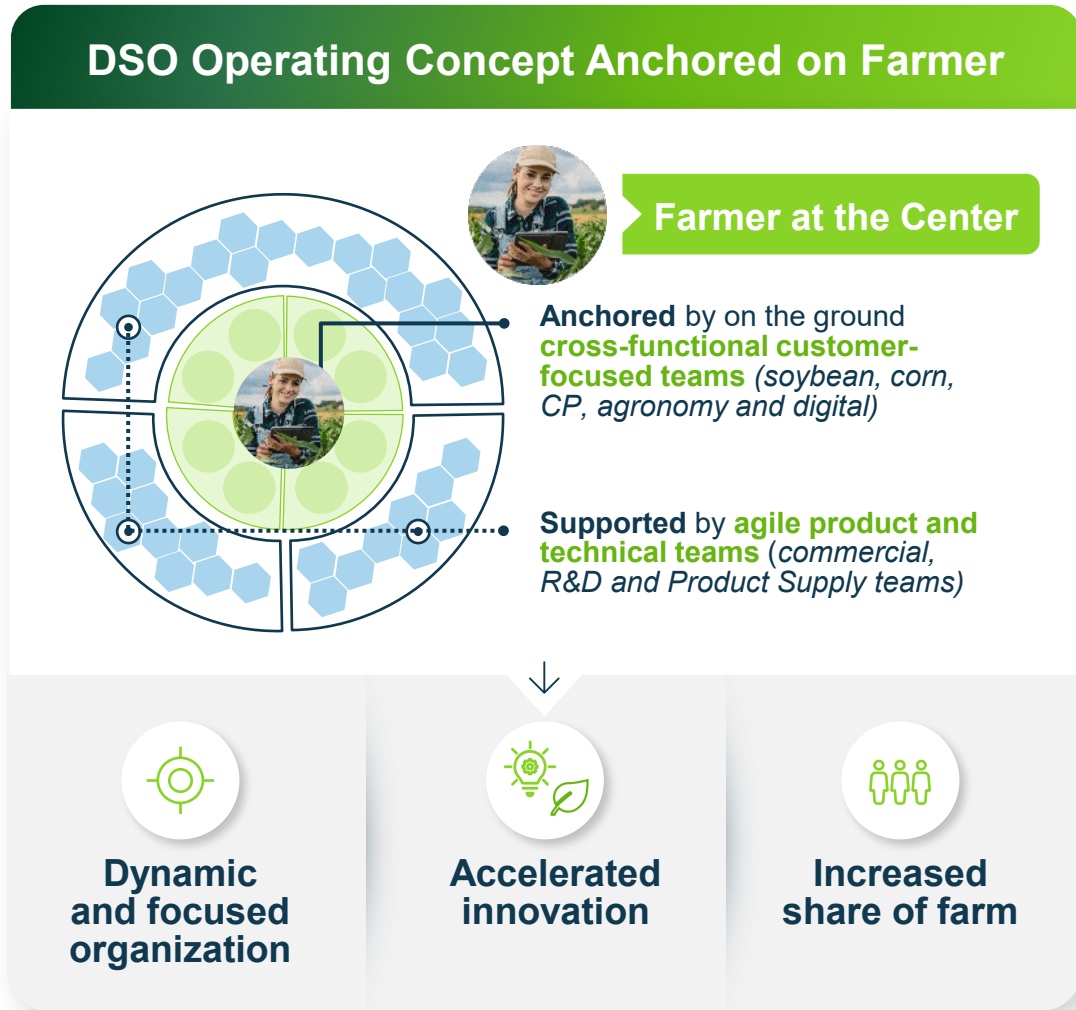 DSO Operating Concept Anchored on Farmer
Farmer at the Center
Anchored by on the ground
cross-functional customer-
focused teams (soybean, corn,
CP, agronomy and digital)
Supported by agile product and
technical teams (commercial,
R&D and Product Supply teams)
Dynamic
and focused
organization
Accelerated
innovation
Increased
share of farm